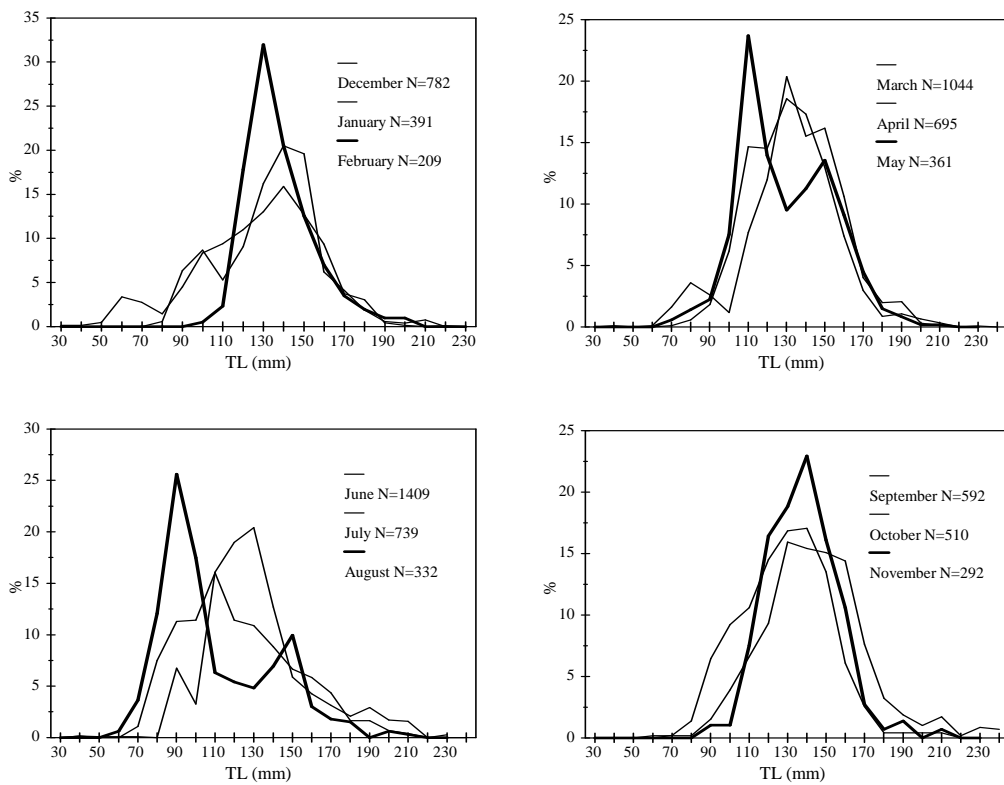 35
30
25
20
15
10
5
0
%
December N=782
January N=391
February N=209
30 50 70 90 110 130 150 170 190 210 230
TL (mm)
25
20
15
10
5
0
%
March N=1044
April N=695
May N=361
30 50 70 90 110 130 150 170 190 210 230
TL (mm)
30
25
20
15
10
5
0
%
June N=1409
July N=739
August N=332
30 50 70 90 110 130 150 170 190 210 230
TL (mm)
25
20
15
10
5
0
%
September N=592
October N=510
November N=292
30 50 70 90 110 130 150 170 190 210 230
TL (mm)